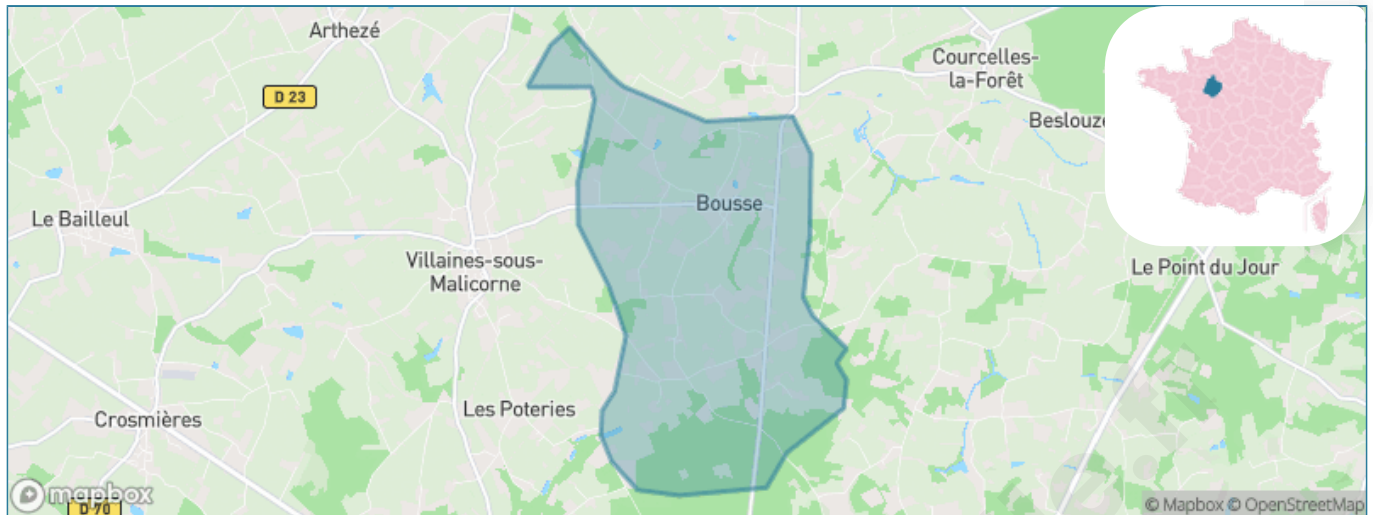 Arthezé
D 23
Courcelles-
la-Forêt
Beslouze
Bousse
Le Bailleul
Villaines-sous-
Malicorne
Le Point du Jour
Les Poteries
Crosmières
mapbox
D 70
© Mapbox © OpenStreetMap